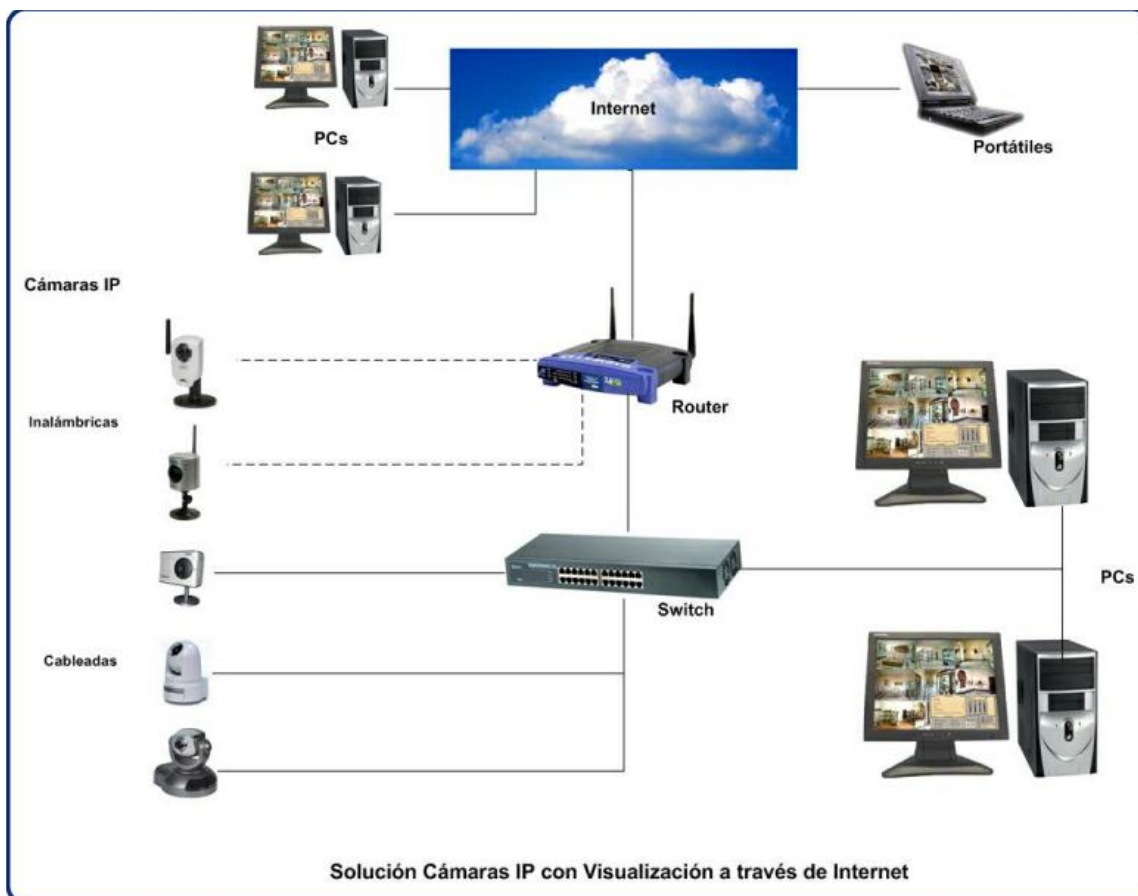 Internet
PCs
Portátiles
Cámaras IP
Inalámbricas
Router
Switch
PCs
Cableadas
Solución Cámaras IP con Visualización a través de Internet